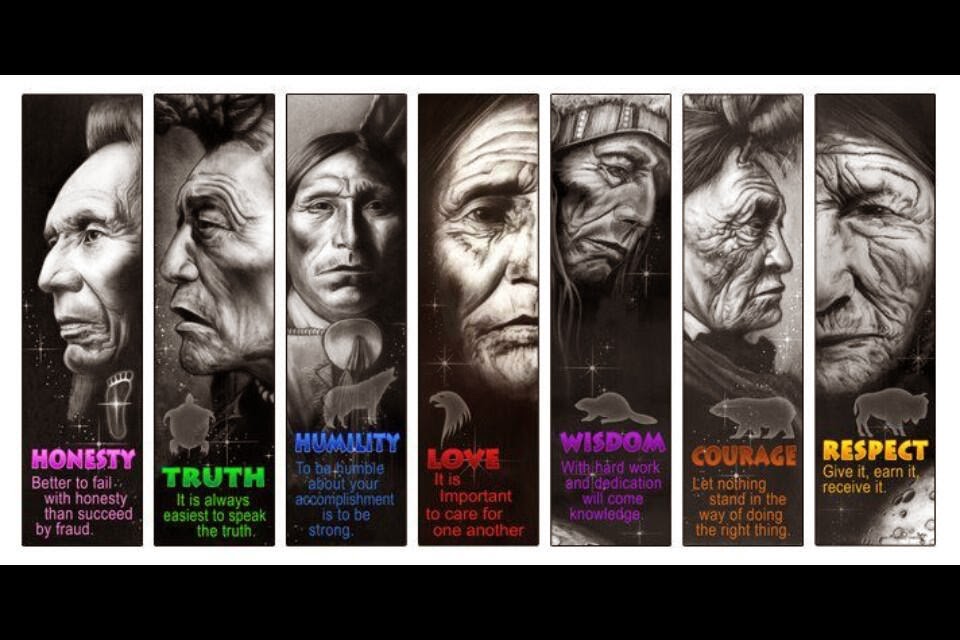 HONESTY
Better to fail
with honesty
than succeed
by fraud.
TRUTH
It is always
easiest to speak
the truth.
HUMILITY
To be humble
about your
accomplishment
is to be
strong.
LOVE
It is
Important
to care for
one another
WISDOM
With hard work
and dedication
will come
knowledge.
COURAGE
Let nothing
stand in the
way of doing
the right thing.
RESPECT
Give it, earn it,
receive it.